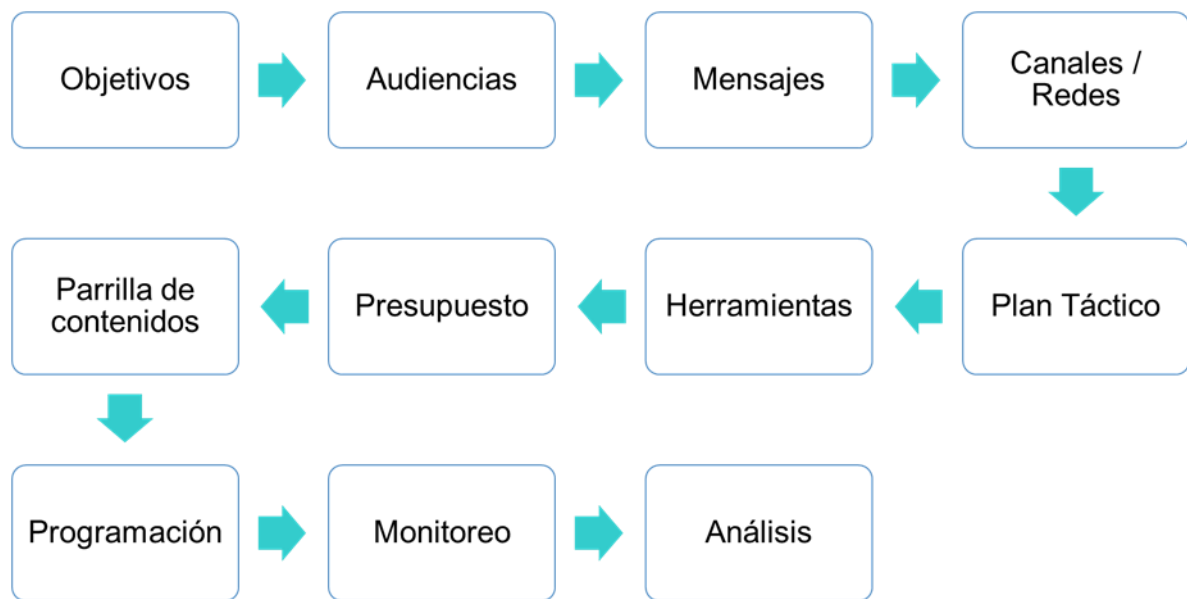 Objetivos
Audiencias
Mensajes
Canales /
Redes
Plan Táctico
Herramientas
Presupuesto
Parrilla de
contenidos
Programación
Monitoreo
Análisis